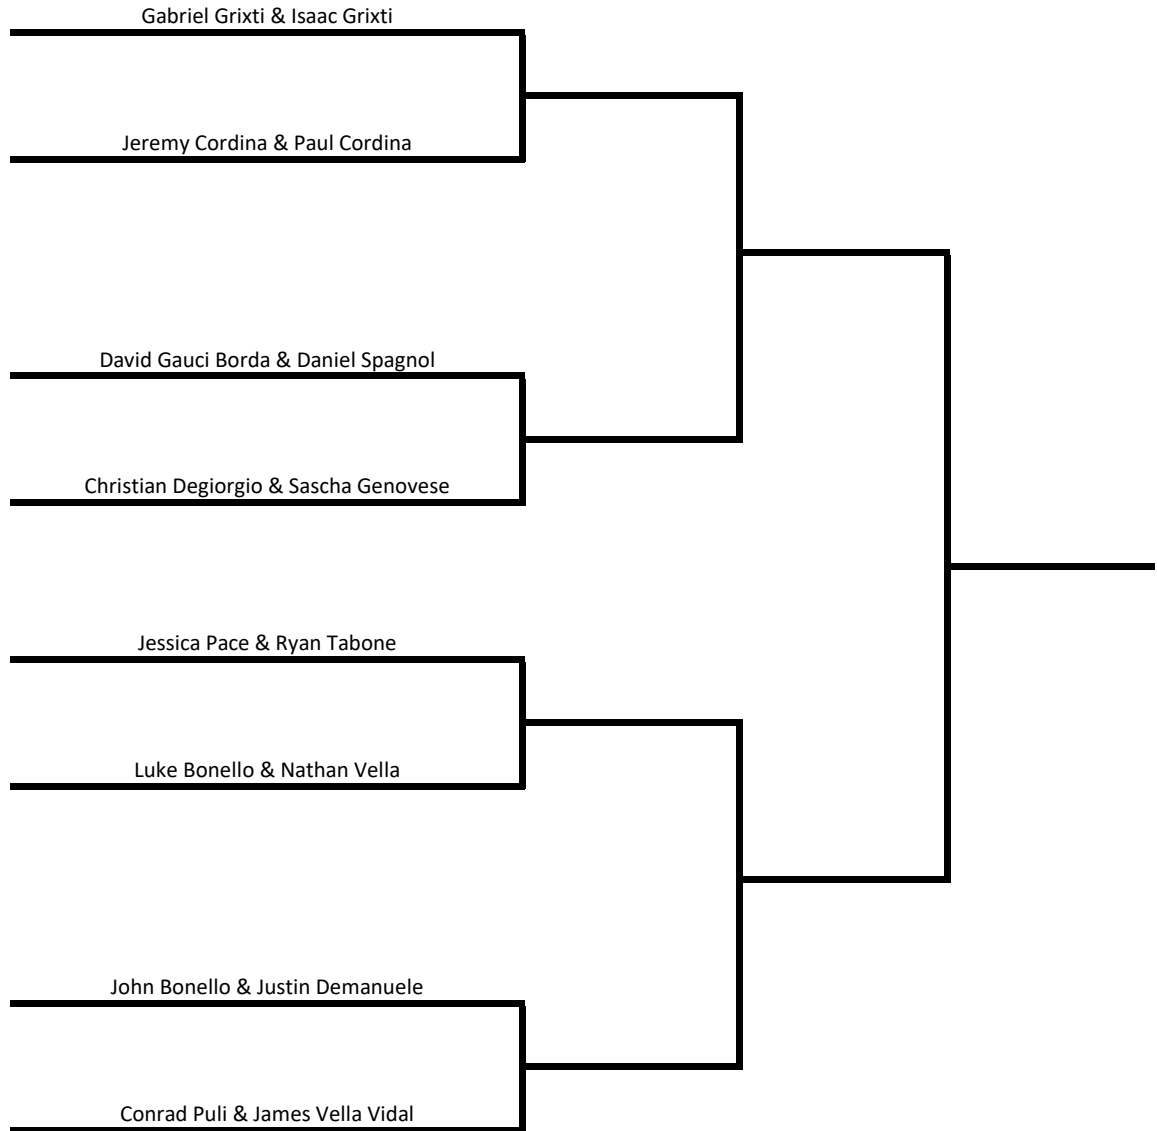 Gabriel Grixti & Isaac Grixti
Jeremy Cordina & Paul Cordina
David Gauci Borda & Daniel Spagnol
Christian Degiorgio & Sascha Genovese
Jessica Pace & Ryan Tabone
Luke Bonello & Nathan Vella
John Bonello & Justin Demanuele
Conrad Puli & James Vella Vidal